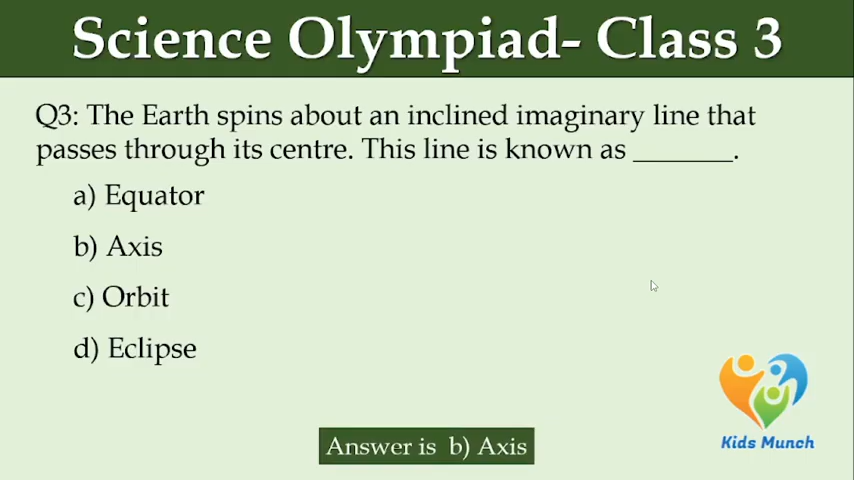 Science Olympiad- Class 3
Q3: The Earth spins about an inclined imaginary line that
passes through its centre. This line is known as _______.
a) Equator
b) Axis
c) Orbit
d) Eclipse
Kids Munch
Answer is b) Axis